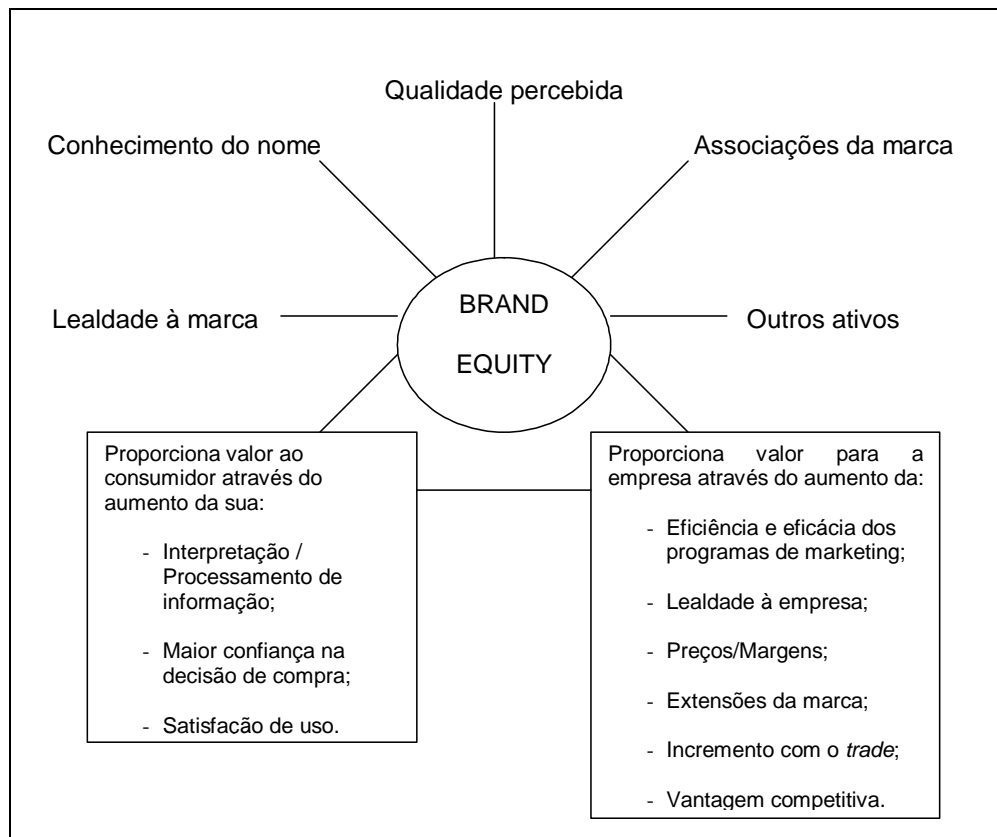 Qualidade percebida
Conhecimento do nome
Associações da marca
BRAND
EQUITY
Lealdade à marca
Outros ativos
Proporciona valor ao
consumidor através do
aumento da sua:
- Interpretação /
Processamento de
informação;
- Maior confiança na
decisão de compra;
- Satisfação de uso.
Proporciona valor para a
empresa através do aumento da:
- Eficiência e eficácia dos
programas de marketing;
- Lealdade à empresa;
- Preços/Margens;
- Extensões da marca;
- Incremento com o trade;
- Vantagem competitiva.